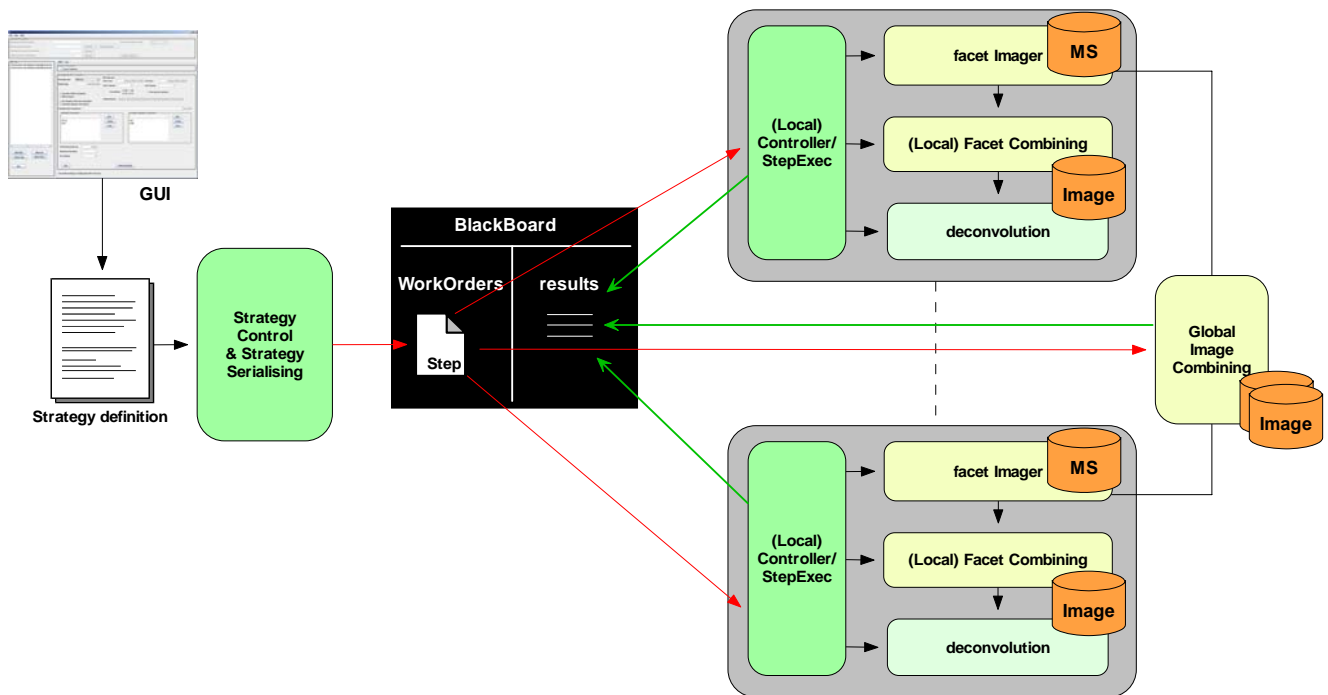 GUI
Strategy definition
Strategy
Control
& Strategy
Serialising
BlackBoard
WorkOrders
results
Step
(Local)
Controller/
StepExec
facet Imager
MS
(Local) Facet Combining
Image
deconvolution
Global
Image
Combining
Image
(Local)
Controller/
StepExec
facet Imager
MS
(Local) Facet Combining
Image
deconvolution